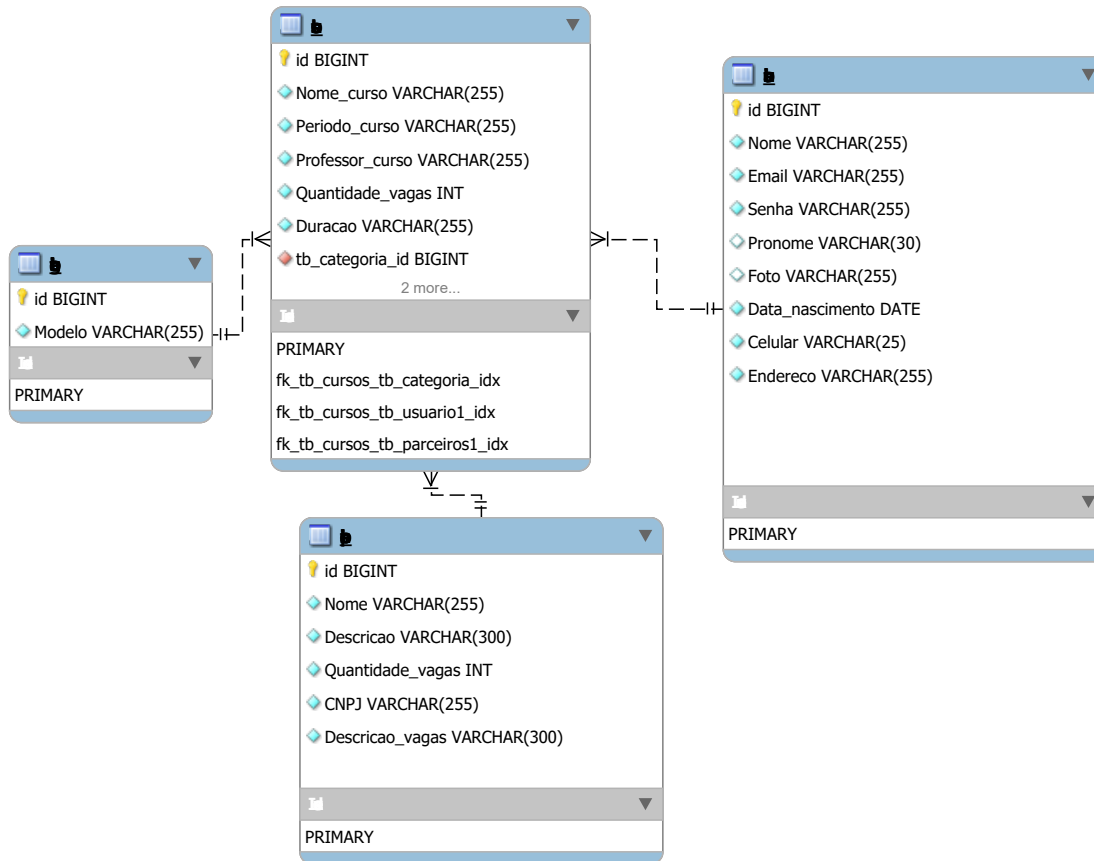 id BIGINT
Nome_curso VARCHAR(255)
Periodo_curso VARCHAR(255)
Professor_curso VARCHAR(255)
Quantidade_vagas INT
Duracao VARCHAR(255)
tb_categoria_id BIGINT
2 more...
PRIMARY
fk_tb_cursos_tb_categoria_idx
fk_tb_cursos_tb_usuario1_idx
fk_tb_cursos_tb_parceiros1_idx
id BIGINT
Nome VARCHAR(255)
Email VARCHAR(255)
Senha VARCHAR(255)
Pronome VARCHAR(30)
Foto VARCHAR(255)
Data_nascimento DATE
Celular VARCHAR(25)
Endereco VARCHAR(255)
PRIMARY
id BIGINT
Modelo VARCHAR(255)
PRIMARY
id BIGINT
Nome VARCHAR(255)
Descricao VARCHAR(300)
Quantidade_vagas INT
CNPJ VARCHAR(255)
Descricao_vagas VARCHAR(300)
PRIMARY